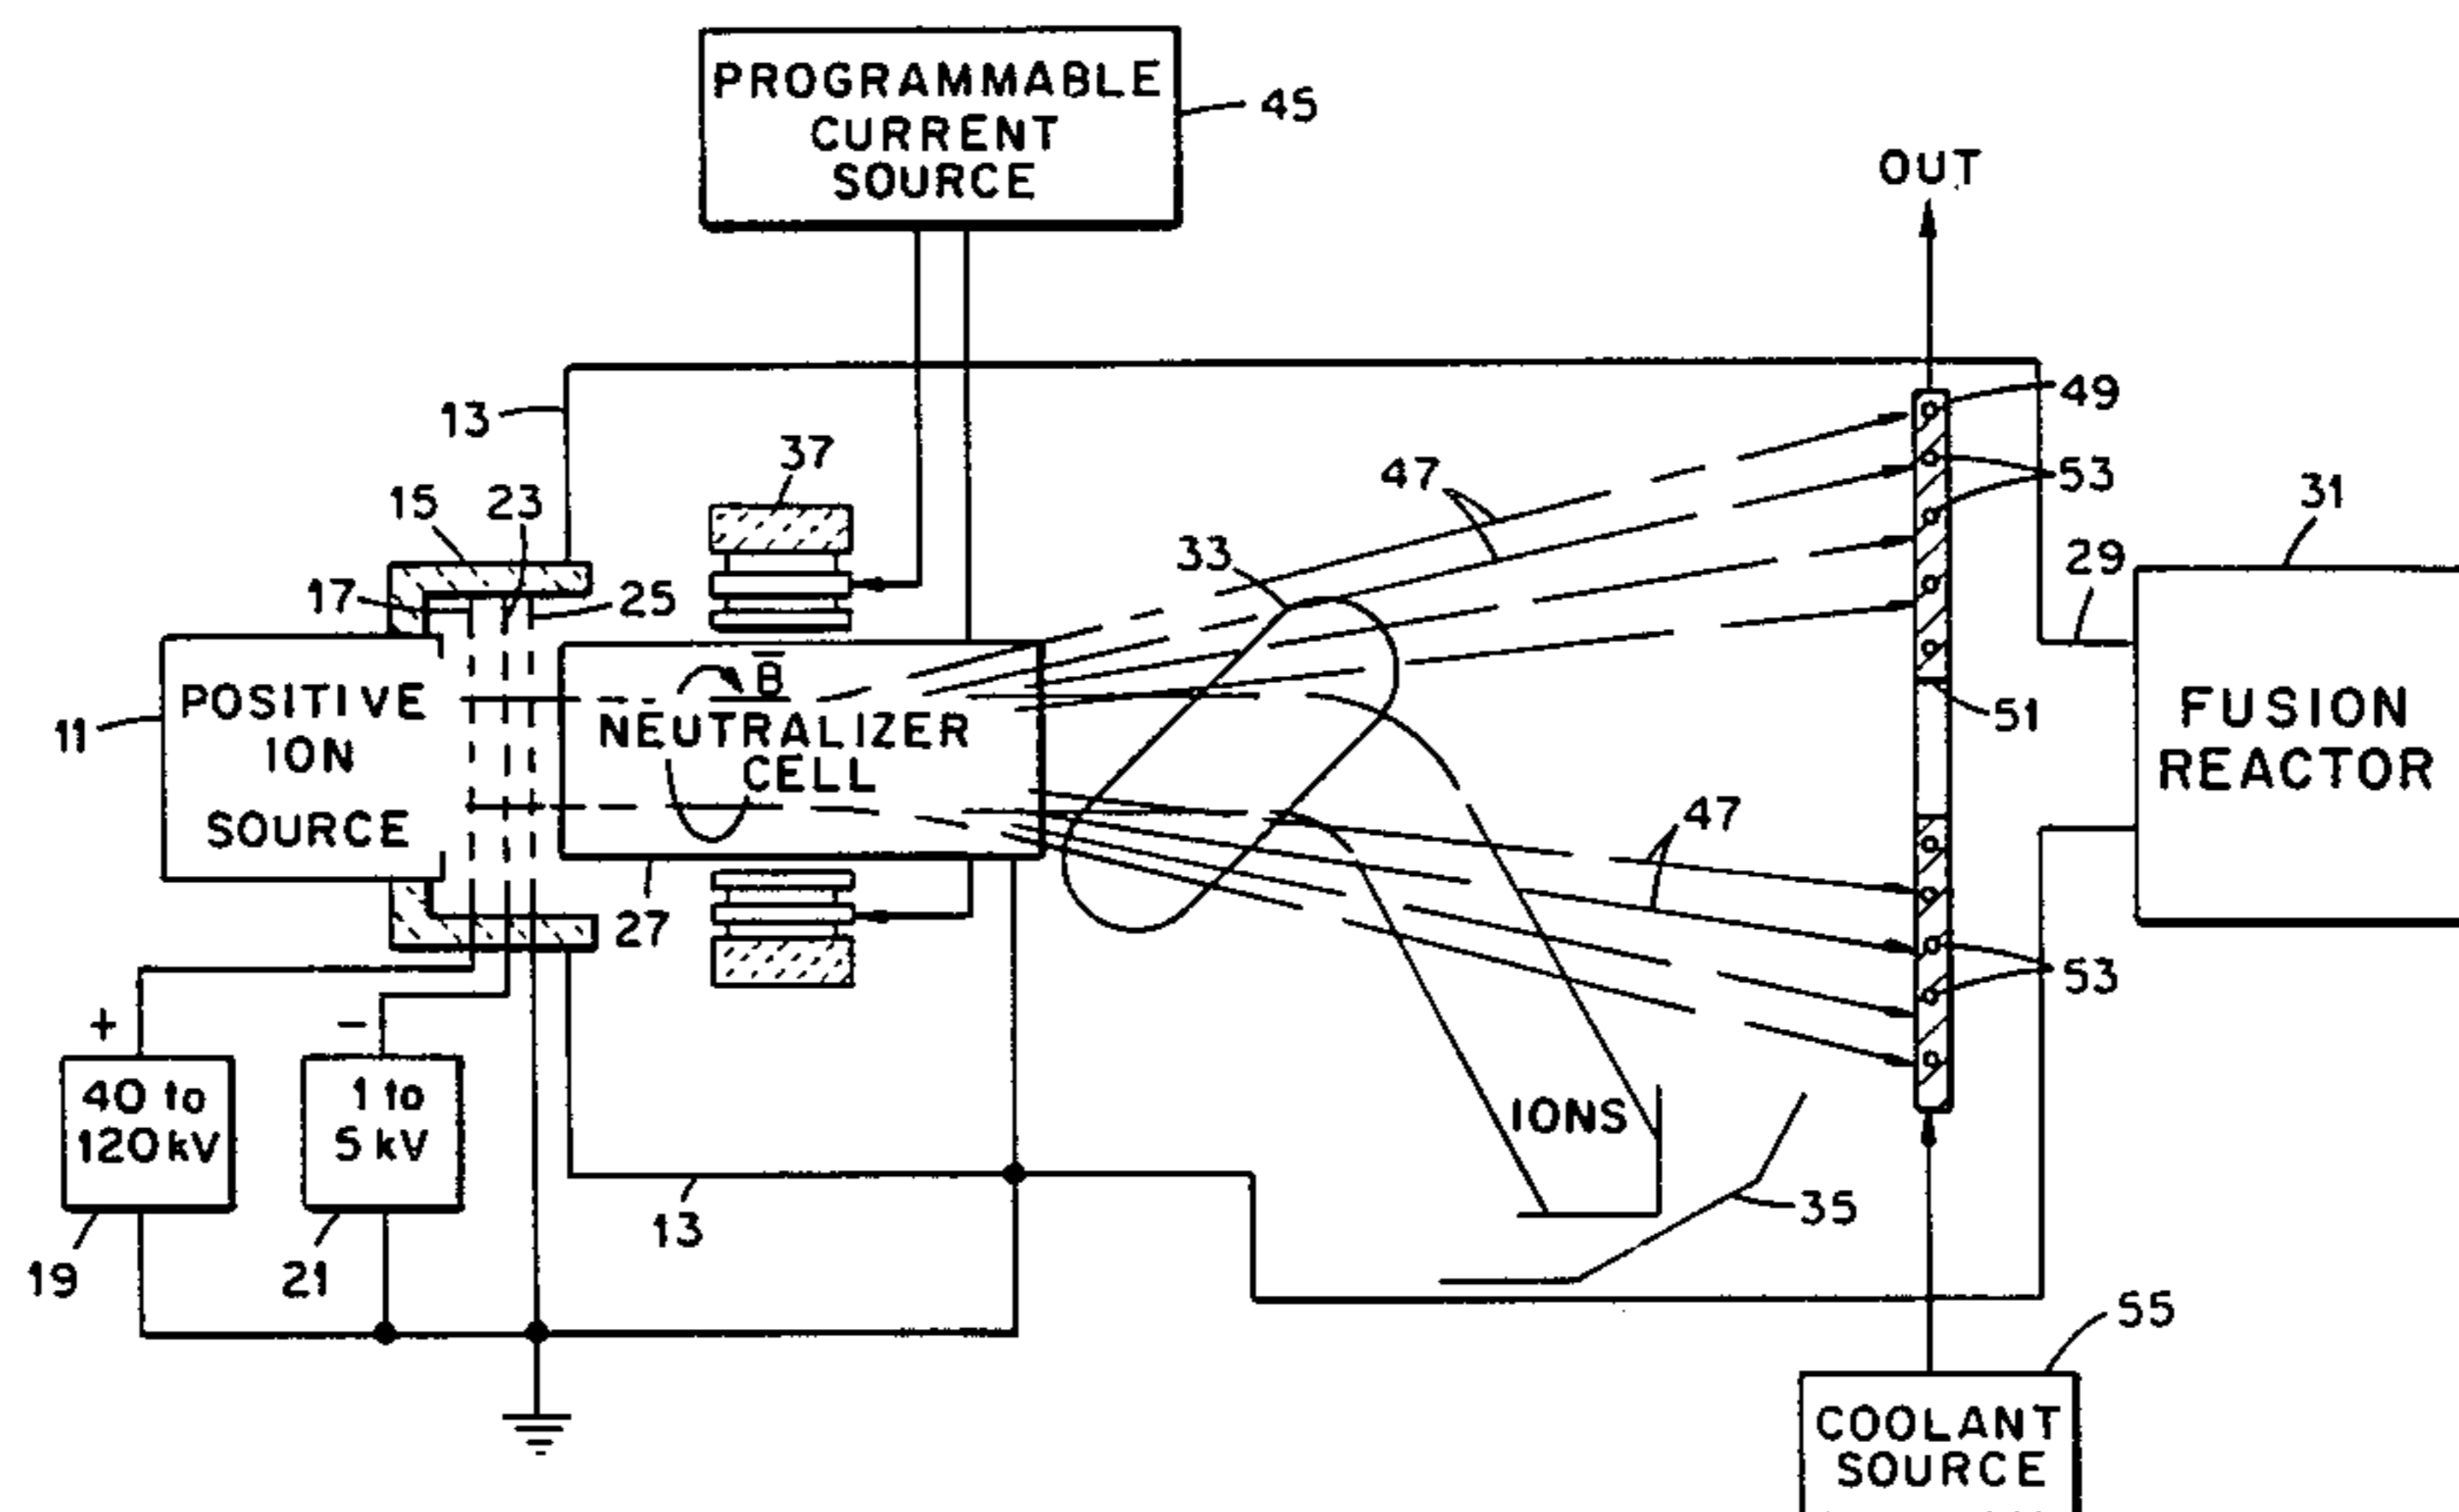 PROGRAMMABLE
CURRENT
SOURCE
45
OUT
13
37
47
49
53
15
23
33
31
17
25
29
B̅
11
POSITIVE
ION
SOURCE
NEUTRALIZER
CELL
51
FUSION
REACTOR
47
27
53
+
−
40 to
120 kV
1 to
5 kV
IONS
13
35
19
21
55
COOLANT
SOURCE